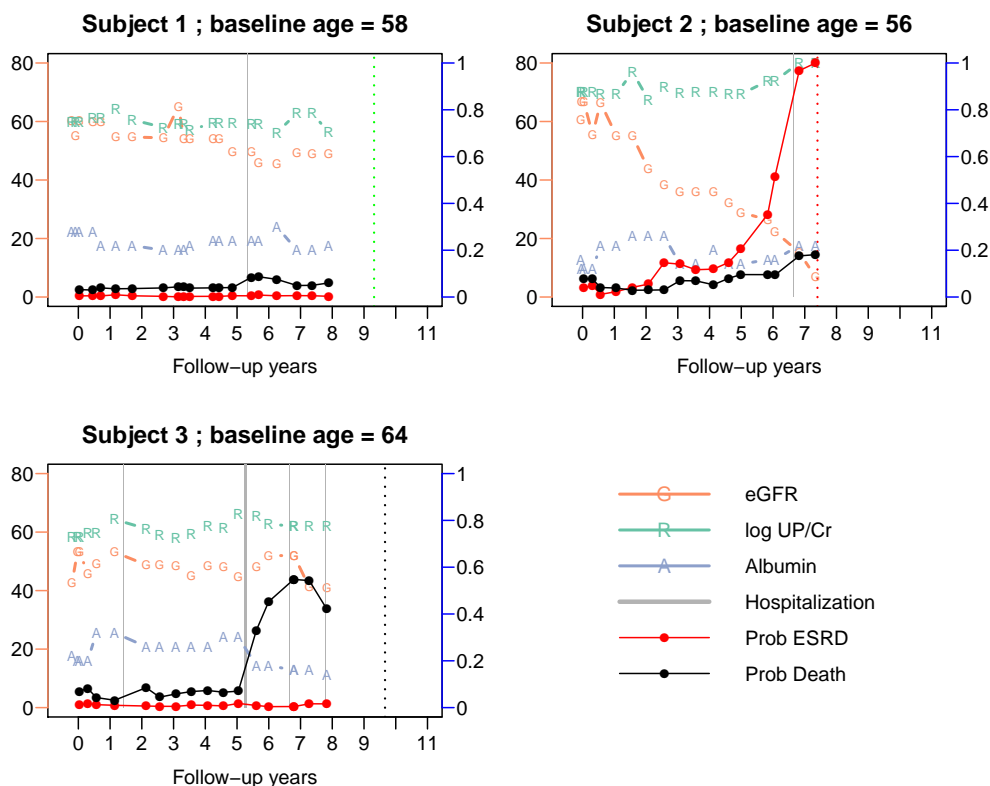 Subject 1 ; baseline age = 58
80
60
40
20
0
1
0.8
0.6
0.4
0.2
0
0 1 2 3 4 5 6 7 8 9 11
Follow−up years
Subject 2 ; baseline age = 56
80
60
40
20
0
1
0.8
0.6
0.4
0.2
0
0 1 2 3 4 5 6 7 8 9 11
Follow−up years
Subject 3 ; baseline age = 64
80
60
40
20
0
1
0.8
0.6
0.4
0.2
0
0 1 2 3 4 5 6 7 8 9 11
Follow−up years
G eGFR
R log UP/Cr
A Albumin
Hospitalization
Prob ESRD
Prob Death